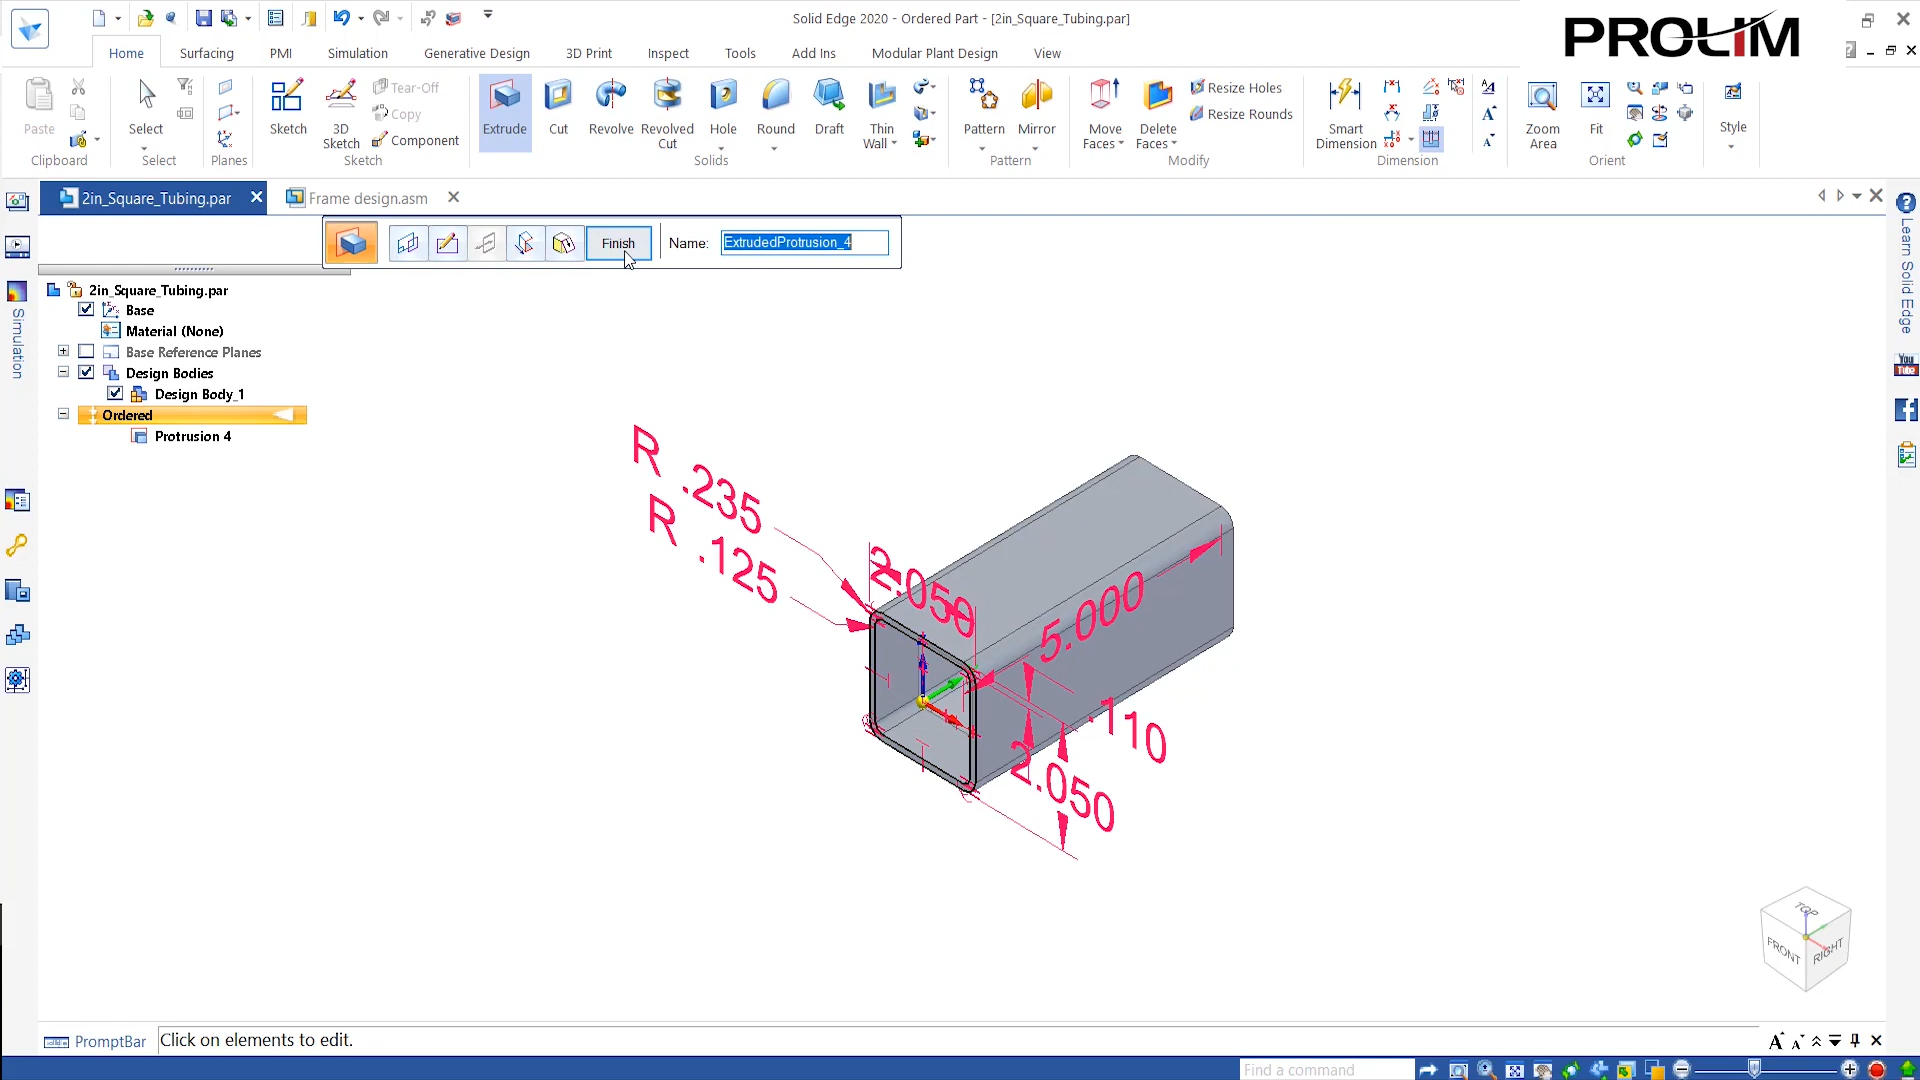 Solid Edge 2020 - Ordered Part - [2in_Square_Tubing.par]
PROLIM
Home
Surfacing
PMI
Simulation
Generative Design
3D Print
Inspect
Tools
Add Ins
Modular Plant Design
View
Paste
Clipboard
Select
Select
Planes
Sketch
3D
Sketch
Tear-Off
Copy
Component
Sketch
Extrude
Cut
Revolve
Revolved
Cut
Hole
Round
Draft
Thin
Wall
Solids
Pattern
Mirror
Pattern
Move
Faces
Delete
Faces
Resize Holes
Resize Rounds
Modify
Smart
Dimension
Dimension
Zoom
Area
Fit
Orient
Style
2in_Square_Tubing.par
Frame design.asm
Finish
Name:
ExtrudedProtrusion_4
2in_Square_Tubing.par
Base
Material (None)
Base Reference Planes
Design Bodies
Design Body_1
Ordered
Protrusion 4
Simulation
Learn Solid Edge
You
Tube
R .235
R .125
2.050
5.000
.110
2.050
TOP
FRONT
RIGHT
PromptBar
Click on elements to edit.
Find a command